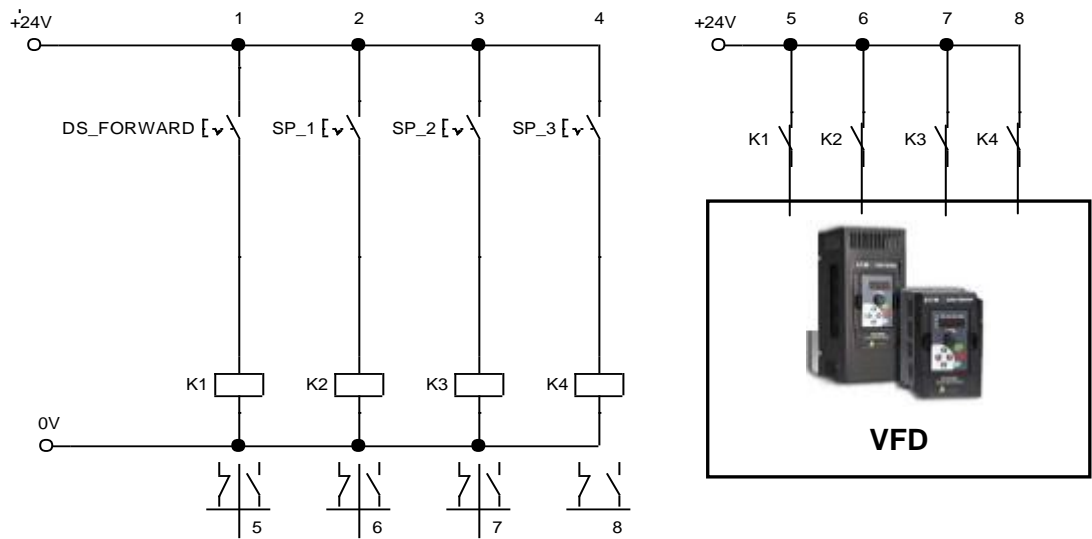 +24V 1 2 3 4
+24V 5 6 7 8
DS_FORWARD SP_1 SP_2 SP_3
K1 K2 K3 K4
K1 K2 K3 K4
0V
VFD
5 6 7 8